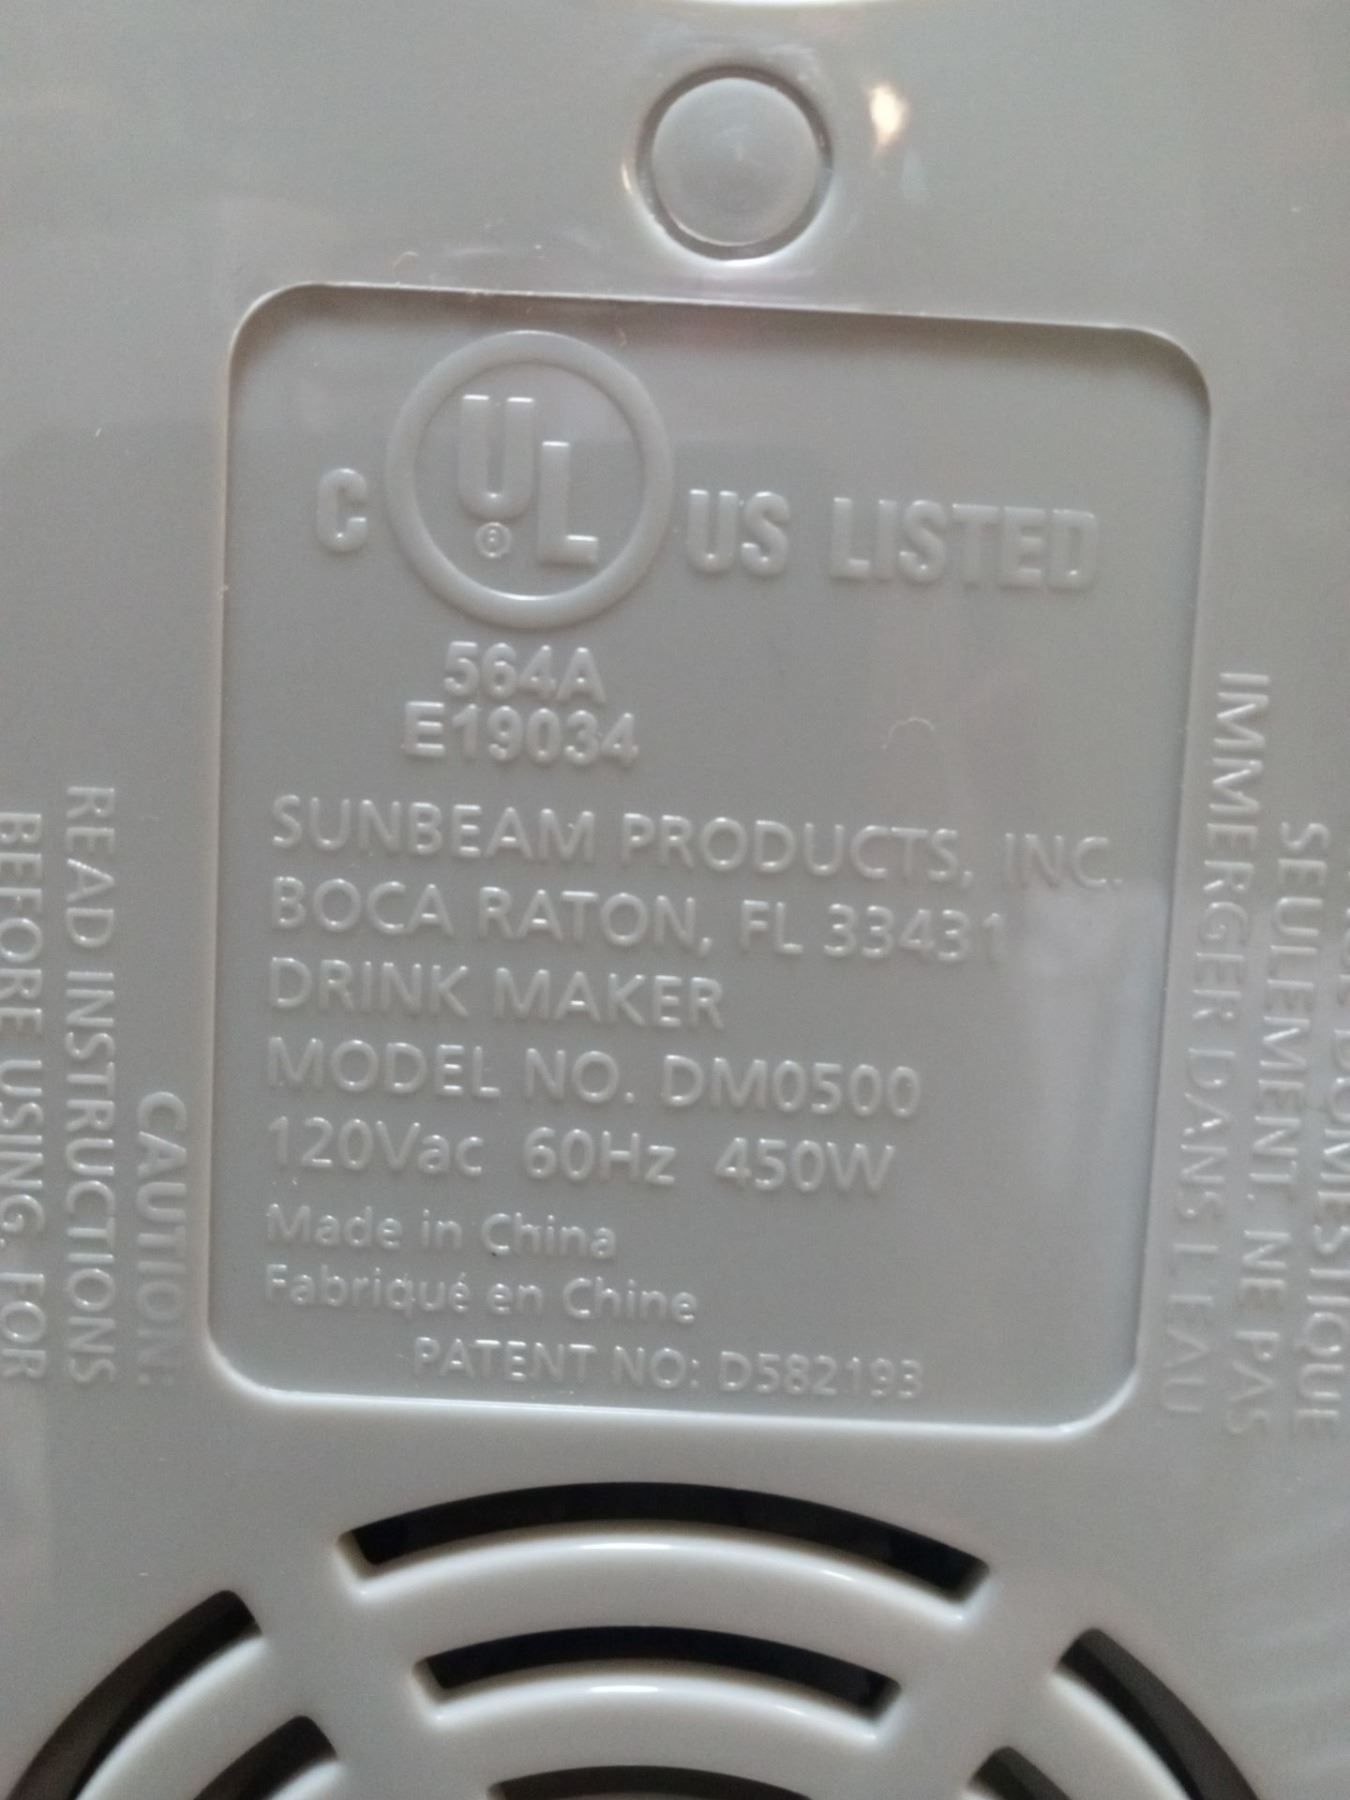 C UL ® US LISTED
564A
E19034
SUNBEAM PRODUCTS, INC.
BOCA RATON, FL 33431
DRINK MAKER
MODEL NO. DM0500
120Vac 60Hz 450W
Made in China
Fabriqué en Chine
PATENT NO: D582193
CAUTION:
READ INSTRUCTIONS
BEFORE USING. FOR
DOMESTIQUE
SEULEMENT. NE PAS
IMMERGER DANS L'EAU